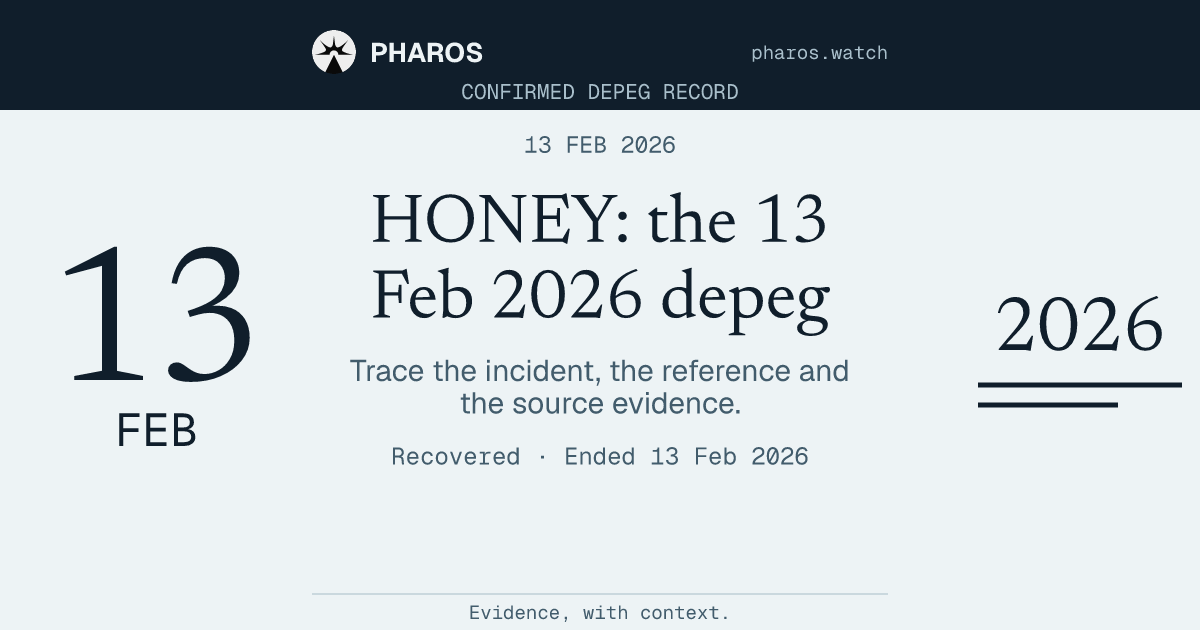 PHAROS
pharos.watch
CONFIRMED DEPEG RECORD
13 FEB 2026
HONEY: the 13
Feb 2026 depeg
Trace the incident, the reference and
the source evidence.
Recovered · Ended 13 Feb 2026
13
FEB
2026
Evidence, with context.